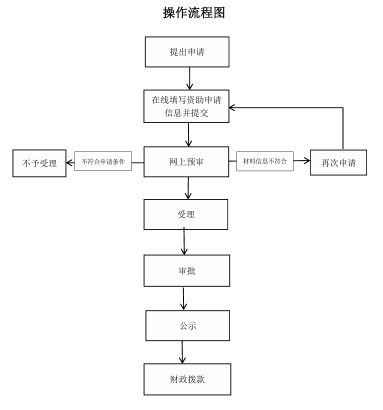 操作流程图
提出申请
在线填写资助申请
信息并提交
不予受理
不符合申请条件
网上预审
材料信息不符合
再次申请
受理
审批
公示
财政拨款